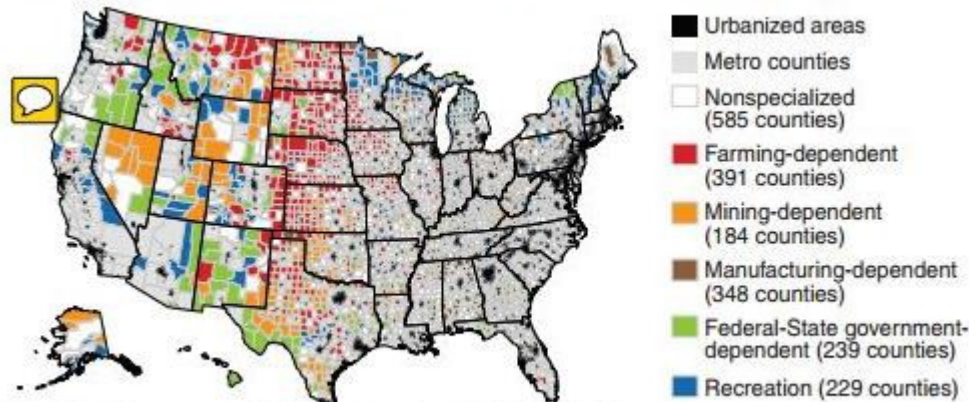 Urbanized areas
Metro counties
Nonspecialized
(585 counties)
Farming-dependent
(391 counties)
Mining-dependent
(184 counties)
Manufacturing-dependent
(348 counties)
Federal-State government-
dependent (239 counties)
Recreation (229 counties)